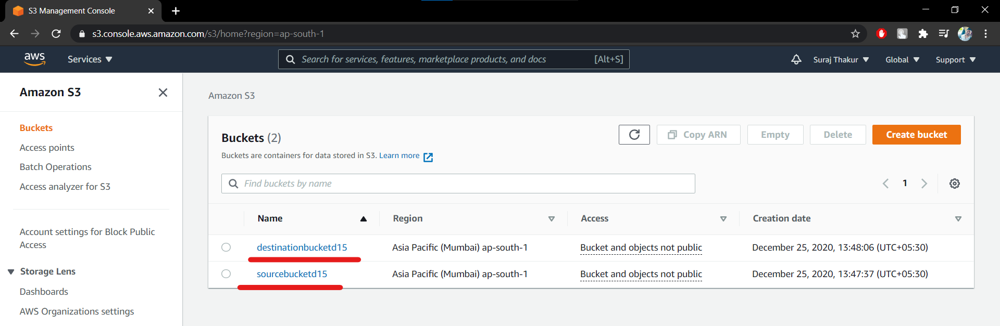 S3 Management Console
s3.console.aws.amazon.com/s3/home?region=ap-south-1
aws
Services
Search for services, features, marketplace products, and docs [Alt+S]
Suraj Thakur
Global
Support
Amazon S3
Buckets
Access points
Batch Operations
Access analyzer for S3
Account settings for Block Public
Access
Storage Lens
Dashboards
AWS Organizations settings
Amazon S3
Buckets (2)
Copy ARN
Empty
Delete
Create bucket
Buckets are containers for data stored in S3. Learn more
Find buckets by name
1
Name Region Access Creation date
destinationbucketd15 Asia Pacific (Mumbai) ap-south-1 Bucket and objects not public December 25, 2020, 13:48:06 (UTC+05:30)
sourcebucketd15 Asia Pacific (Mumbai) ap-south-1 Bucket and objects not public December 25, 2020, 13:47:37 (UTC+05:30)